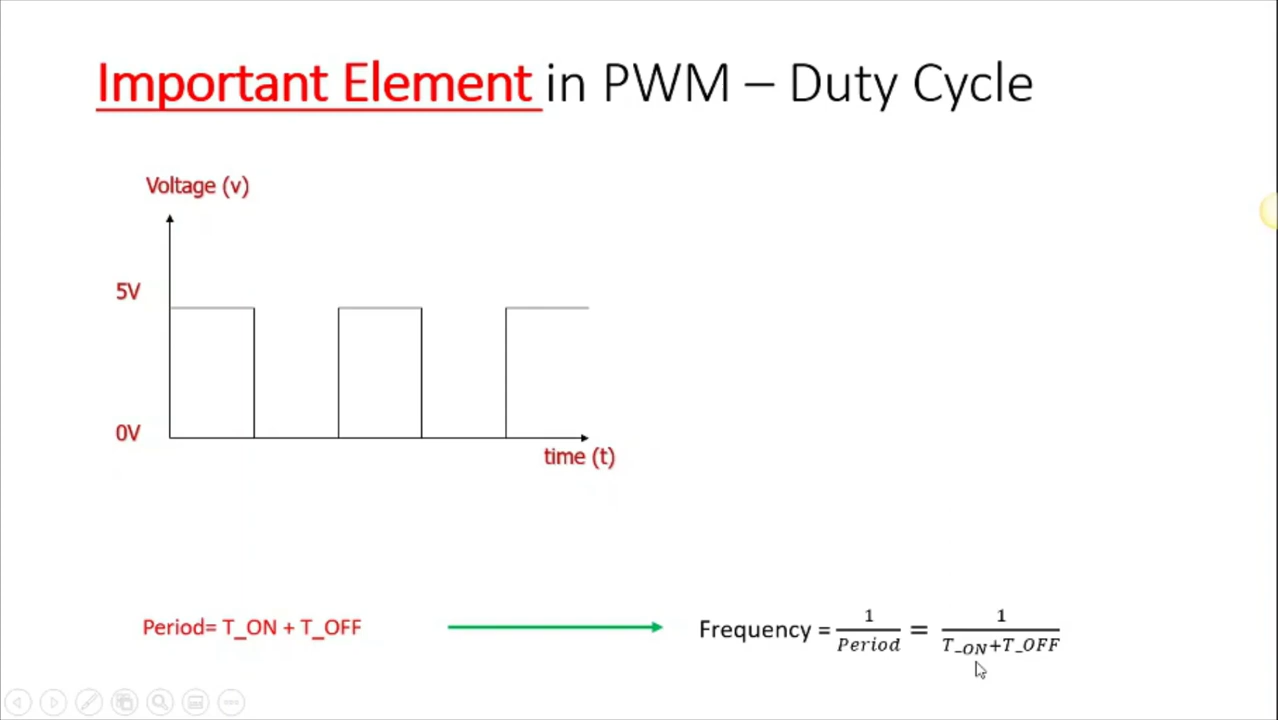 Important Element in PWM – Duty Cycle
Voltage (v)
5V
0V
time (t)
Period= T_ON + T_OFF
Frequency = 1/Period = 1/T_ON+T_OFF